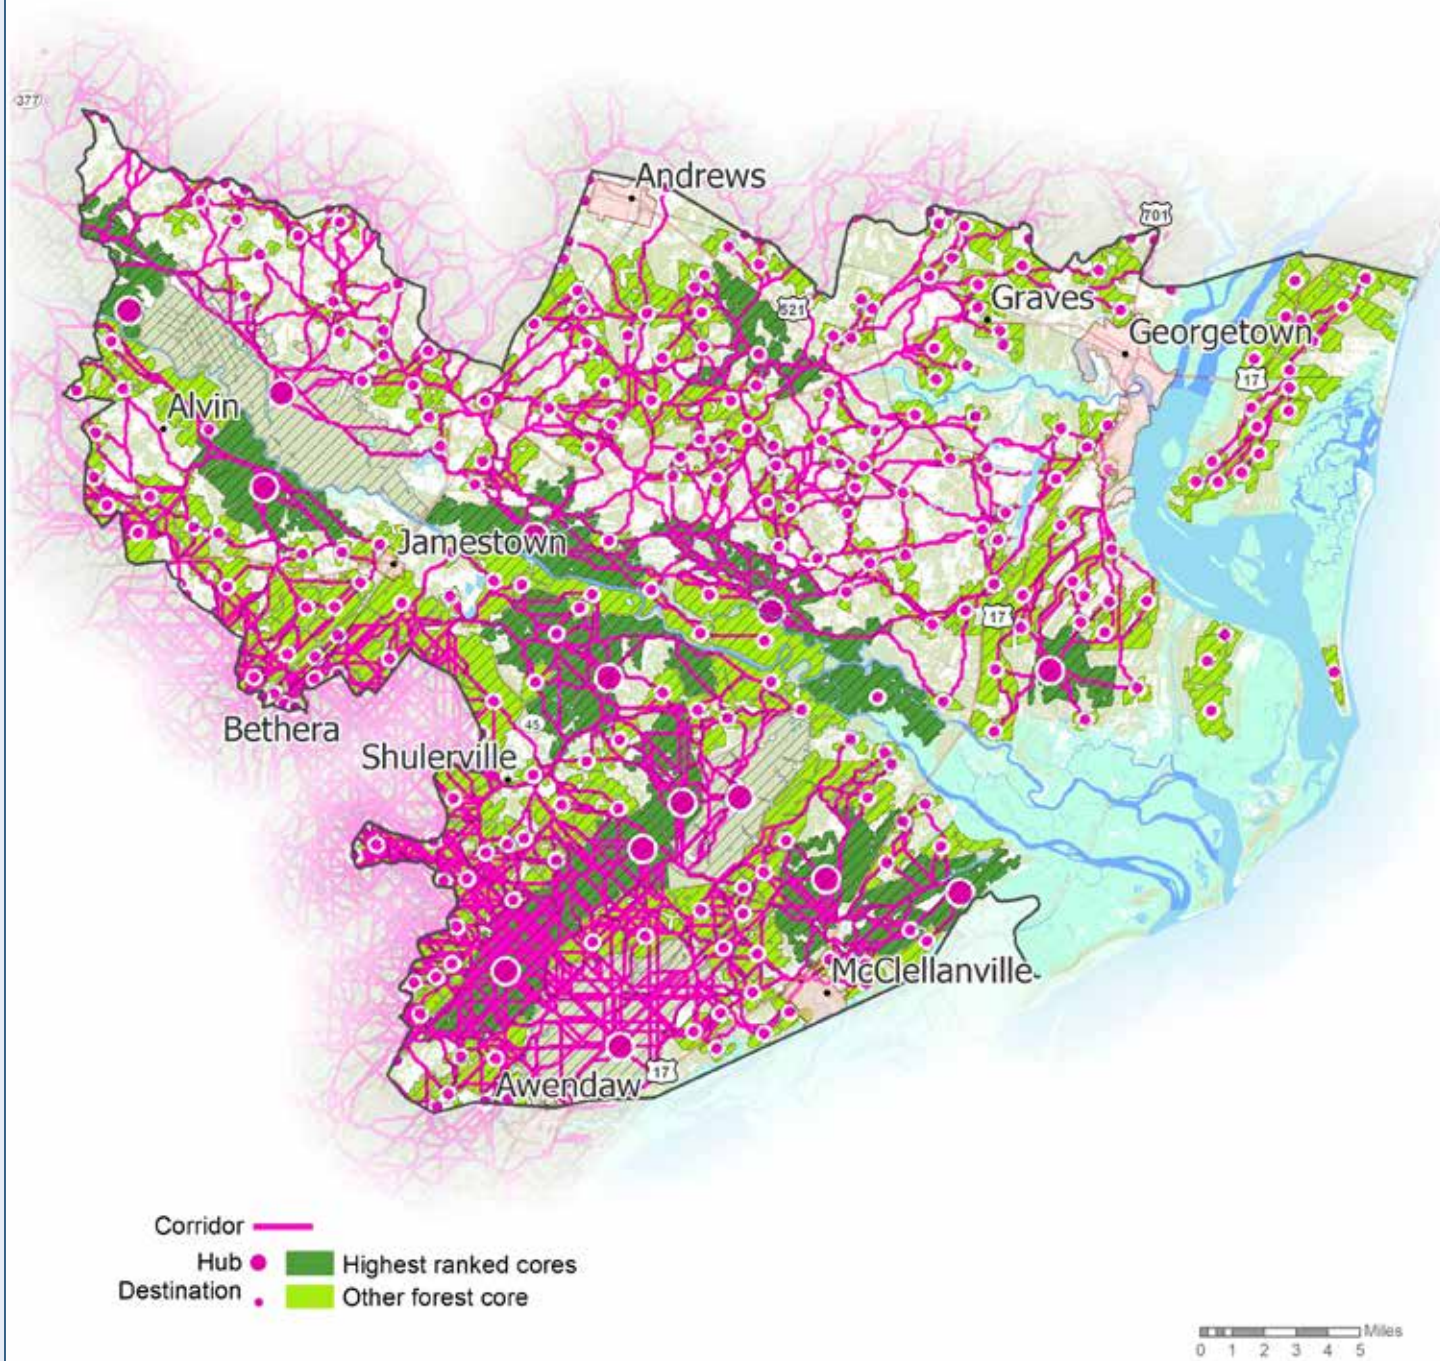 377
Andrews
701
521
Graves
Georgetown
17
Alvin
Jamestown
17
Bethera
45
Shulerville
McClellanville
17
Awendaw
Corridor
Hub
Highest ranked cores
Destination
Other forest core
Miles
0 1 2 3 4 5